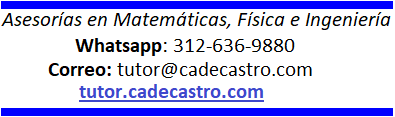 Asesorías en Matemáticas, Física e Ingeniería
Whatsapp: 312-636-9880
Correo: tutor@cadecastro.com
tutor.cadecastro.com